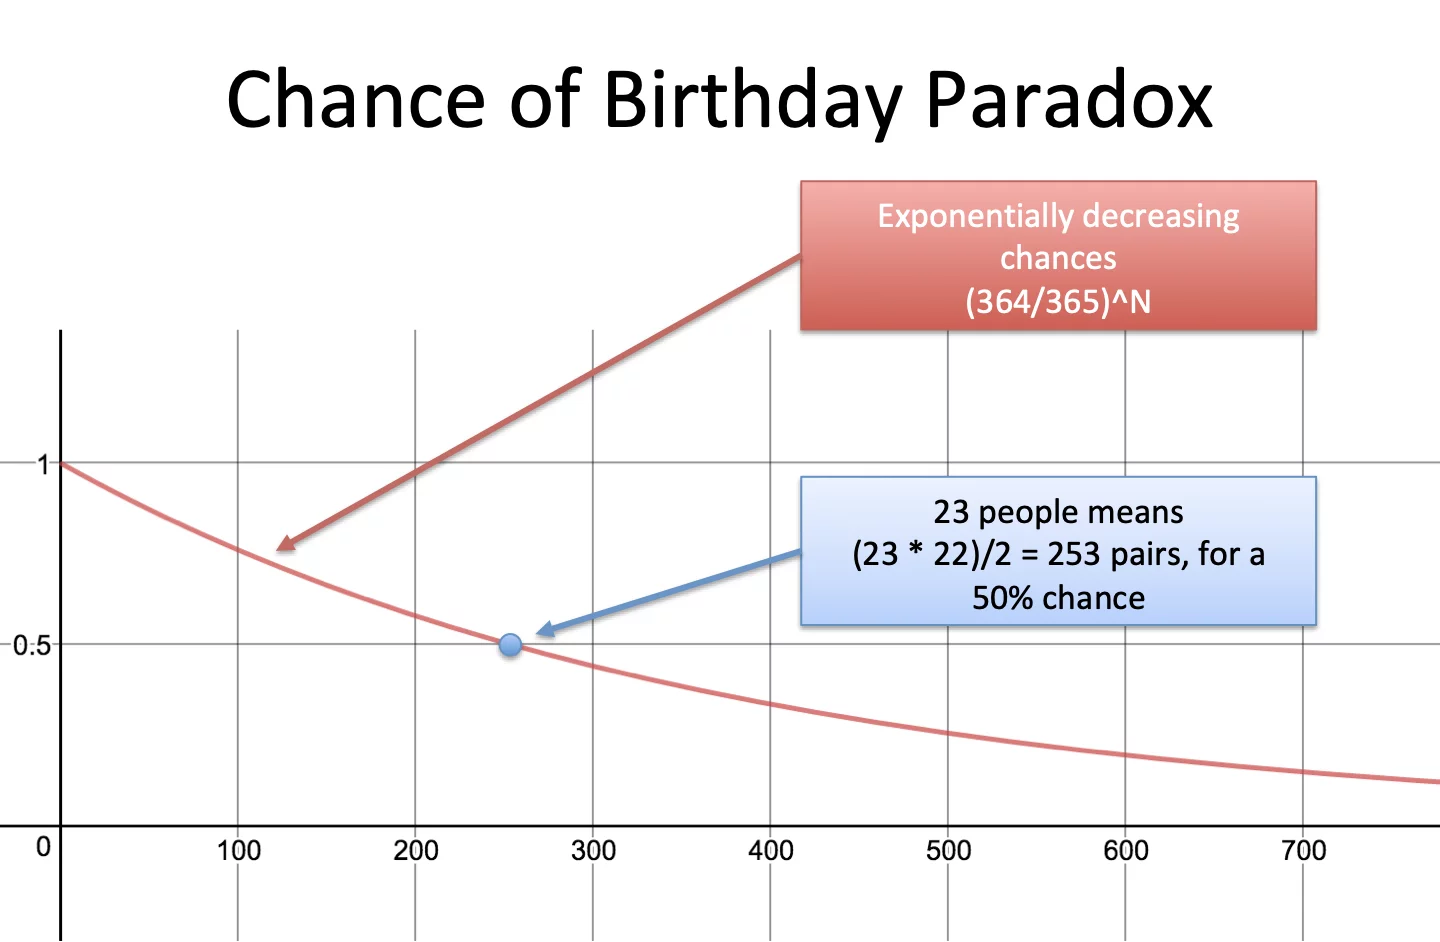 Chance of Birthday Paradox
Exponentially decreasing
chances
(364/365)^N
1
23 people means
(23 * 22)/2 = 253 pairs, for a
50% chance
0.5
0
100
200
300
400
500
600
700